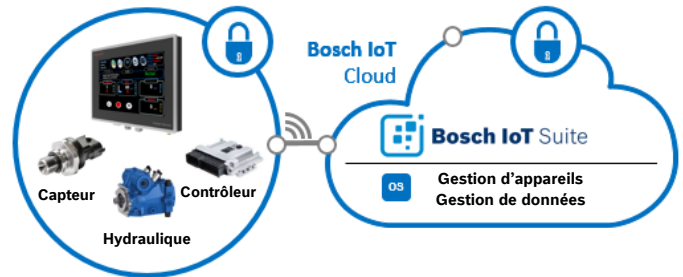 Bosch IoT
Cloud
Bosch IoT Suite
Capteur
Contrôleur
Hydraulique
OS
Gestion d'appareils
Gestion de données